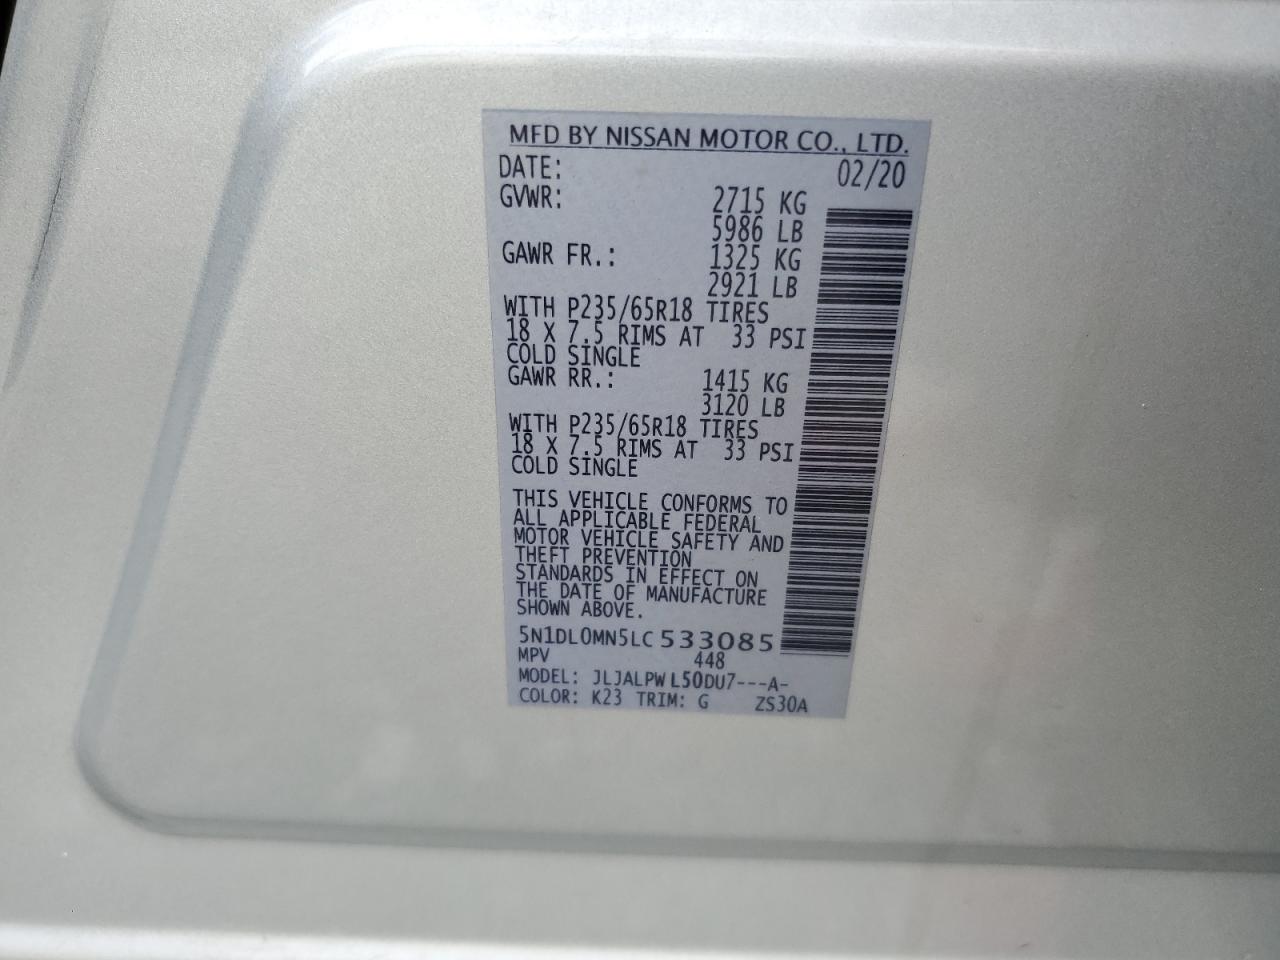 MFD BY NISSAN MOTOR CO., LTD.
DATE: 02/20
GVWR: 2715 KG
5986 LB
GAWR FR.: 1325 KG
2921 LB
WITH P235/65R18 TIRES
18 X 7.5 RIMS AT 33 PSI
COLD SINGLE
GAWR RR.: 1415 KG
3120 LB
WITH P235/65R18 TIRES
18 X 7.5 RIMS AT 33 PSI
COLD SINGLE
THIS VEHICLE CONFORMS TO
ALL APPLICABLE FEDERAL
MOTOR VEHICLE SAFETY AND
THEFT PREVENTION
STANDARDS IN EFFECT ON
THE DATE OF MANUFACTURE
SHOWN ABOVE.
5N1DL0MN5LC533085
MPV 448
MODEL: JLJALPWL50DU7---A-
COLOR: K23 TRIM: G ZS30A